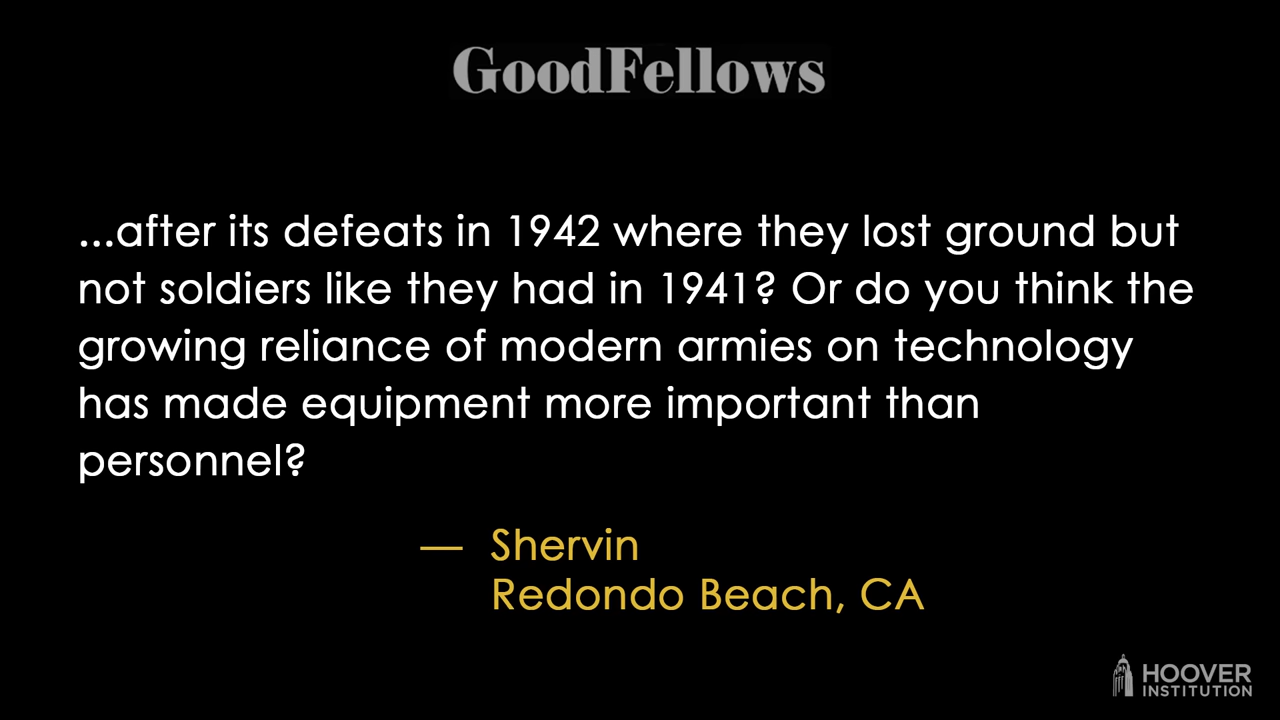 GoodFellows
...after its defeats in 1942 where they lost ground but
not soldiers like they had in 1941? Or do you think the
growing reliance of modern armies on technology
has made equipment more important than
personnel?
— Shervin
Redondo Beach, CA
HOOVER
INSTITUTION